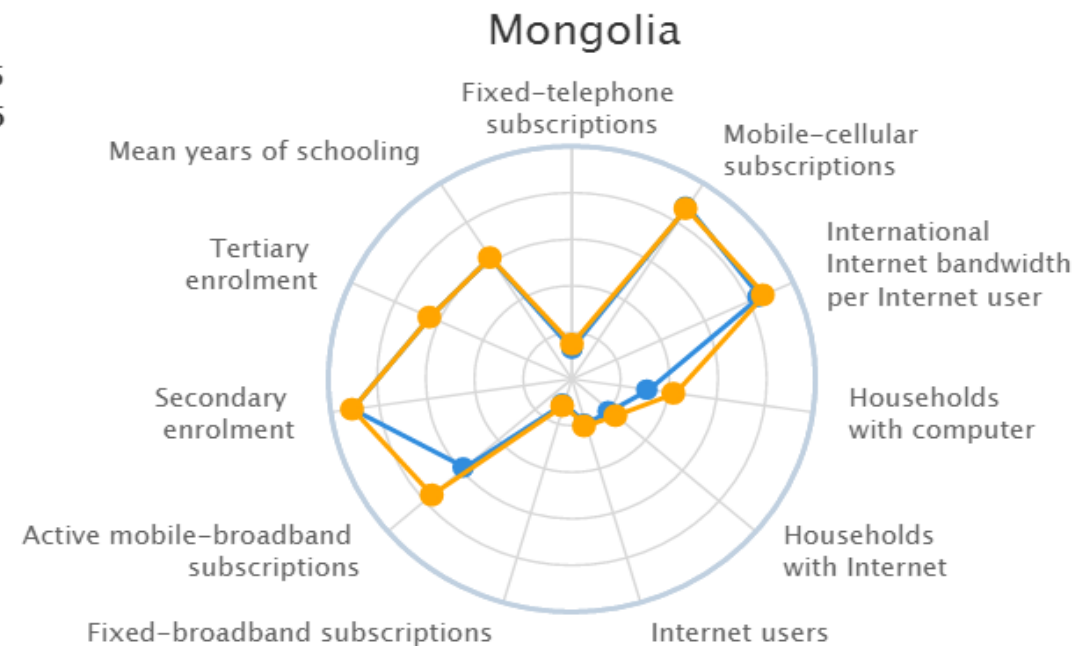 Mongolia
Fixed-telephone
subscriptions
Mobile-cellular
subscriptions
International
Internet bandwidth
per Internet user
Households
with computer
Households
with Internet
Internet users
Fixed-broadband subscriptions
Active mobile-broadband
subscriptions
Secondary
enrolment
Tertiary
enrolment
Mean years of schooling